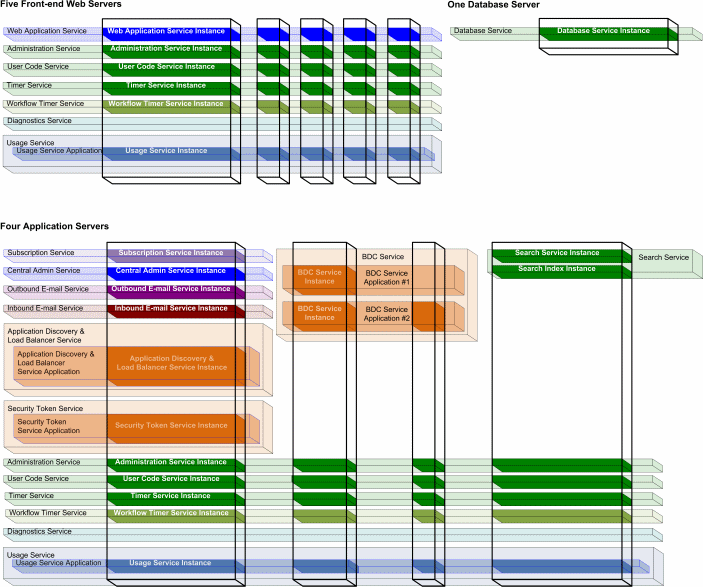 Five Front-end Web Servers
One Database Server
Web Application Service
Web Application Service Instance
Database Service
Database Service Instance
Administration Service
Administration Service Instance
User Code Service
User Code Service Instance
Timer Service
Timer Service Instance
Workflow Timer Service
Workflow Timer Service Instance
Diagnostics Service
Usage Service
Usage Service Application
Usage Service Instance
Four Application Servers
Subscription Service
Subscription Service Instance
BDC Service
Search Service Instance
Search Service
Central Admin Service
Central Admin Service Instance
BDC Service
Instance
BDC Service
Application #1
Search Index Instance
Outbound E-mail Service
Outbound E-mail Service Instance
Inbound E-mail Service
Inbound E-mail Service Instance
BDC Service
Instance
BDC Service
Application #2
Application Discovery &
Load Balancer Service
Application Discovery &
Load Balancer
Service Application
Application Discovery &
Load Balancer Service Instance
Security Token Service
Security Token
Service Application
Security Token Service Instance
Administration Service
Administration Service Instance
User Code Service
User Code Service Instance
Timer Service
Timer Service Instance
Workflow Timer Service
Workflow Timer Service Instance
Diagnostics Service
Usage Service
Usage Service Application
Usage Service Instance